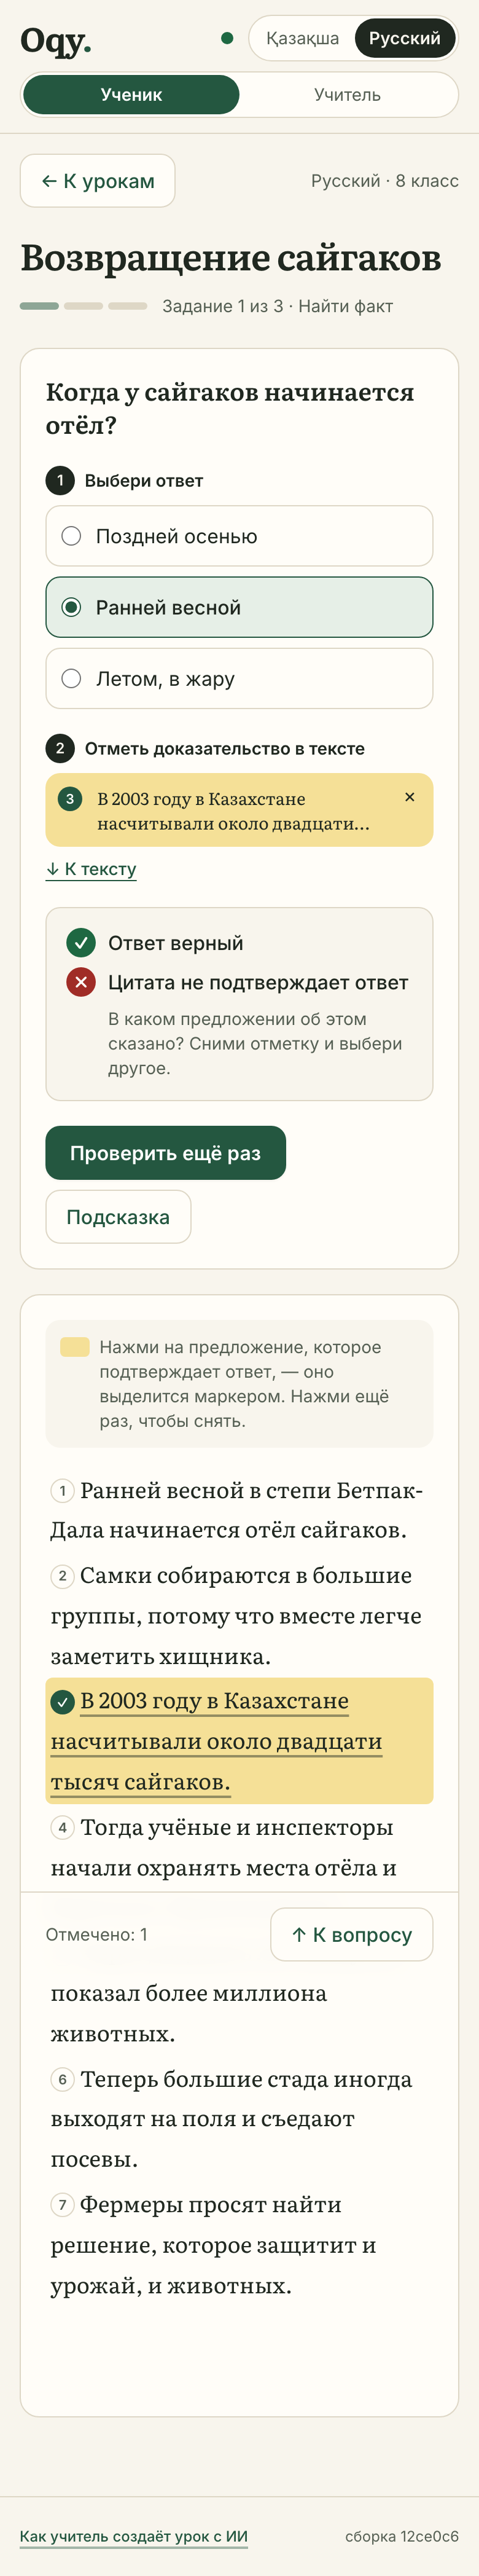 Oqy.
Қазақша
Русский
Ученик
Учитель
← К урокам
Русский · 8 класс
Возвращение сайгаков
Задание 1 из 3 · Найти факт
Когда у сайгаков начинается
отёл?
1 Выбери ответ
Поздней осенью
Ранней весной
Летом, в жару
2 Отметь доказательство в тексте
3 В 2003 году в Казахстане
насчитывали около двадцати…
↓ К тексту
Ответ верный
Цитата не подтверждает ответ
В каком предложении об этом
сказано? Сними отметку и выбери
другое.
Проверить ещё раз
Подсказка
Нажми на предложение, которое
подтверждает ответ, — оно
выделится маркером. Нажми ещё
раз, чтобы снять.
1 Ранней весной в степи Бетпак-
Дала начинается отёл сайгаков.
2 Самки собираются в большие
группы, потому что вместе легче
заметить хищника.
В 2003 году в Казахстане
насчитывали около двадцати
тысяч сайгаков.
4 Тогда учёные и инспекторы
начали охранять места отёла и
Отмечено: 1
↑ К вопросу
показал более миллиона
животных.
6 Теперь большие стада иногда
выходят на поля и съедают
посевы.
7 Фермеры просят найти
решение, которое защитит и
урожай, и животных.
Как учитель создаёт урок с ИИ
сборка 12ce0c6